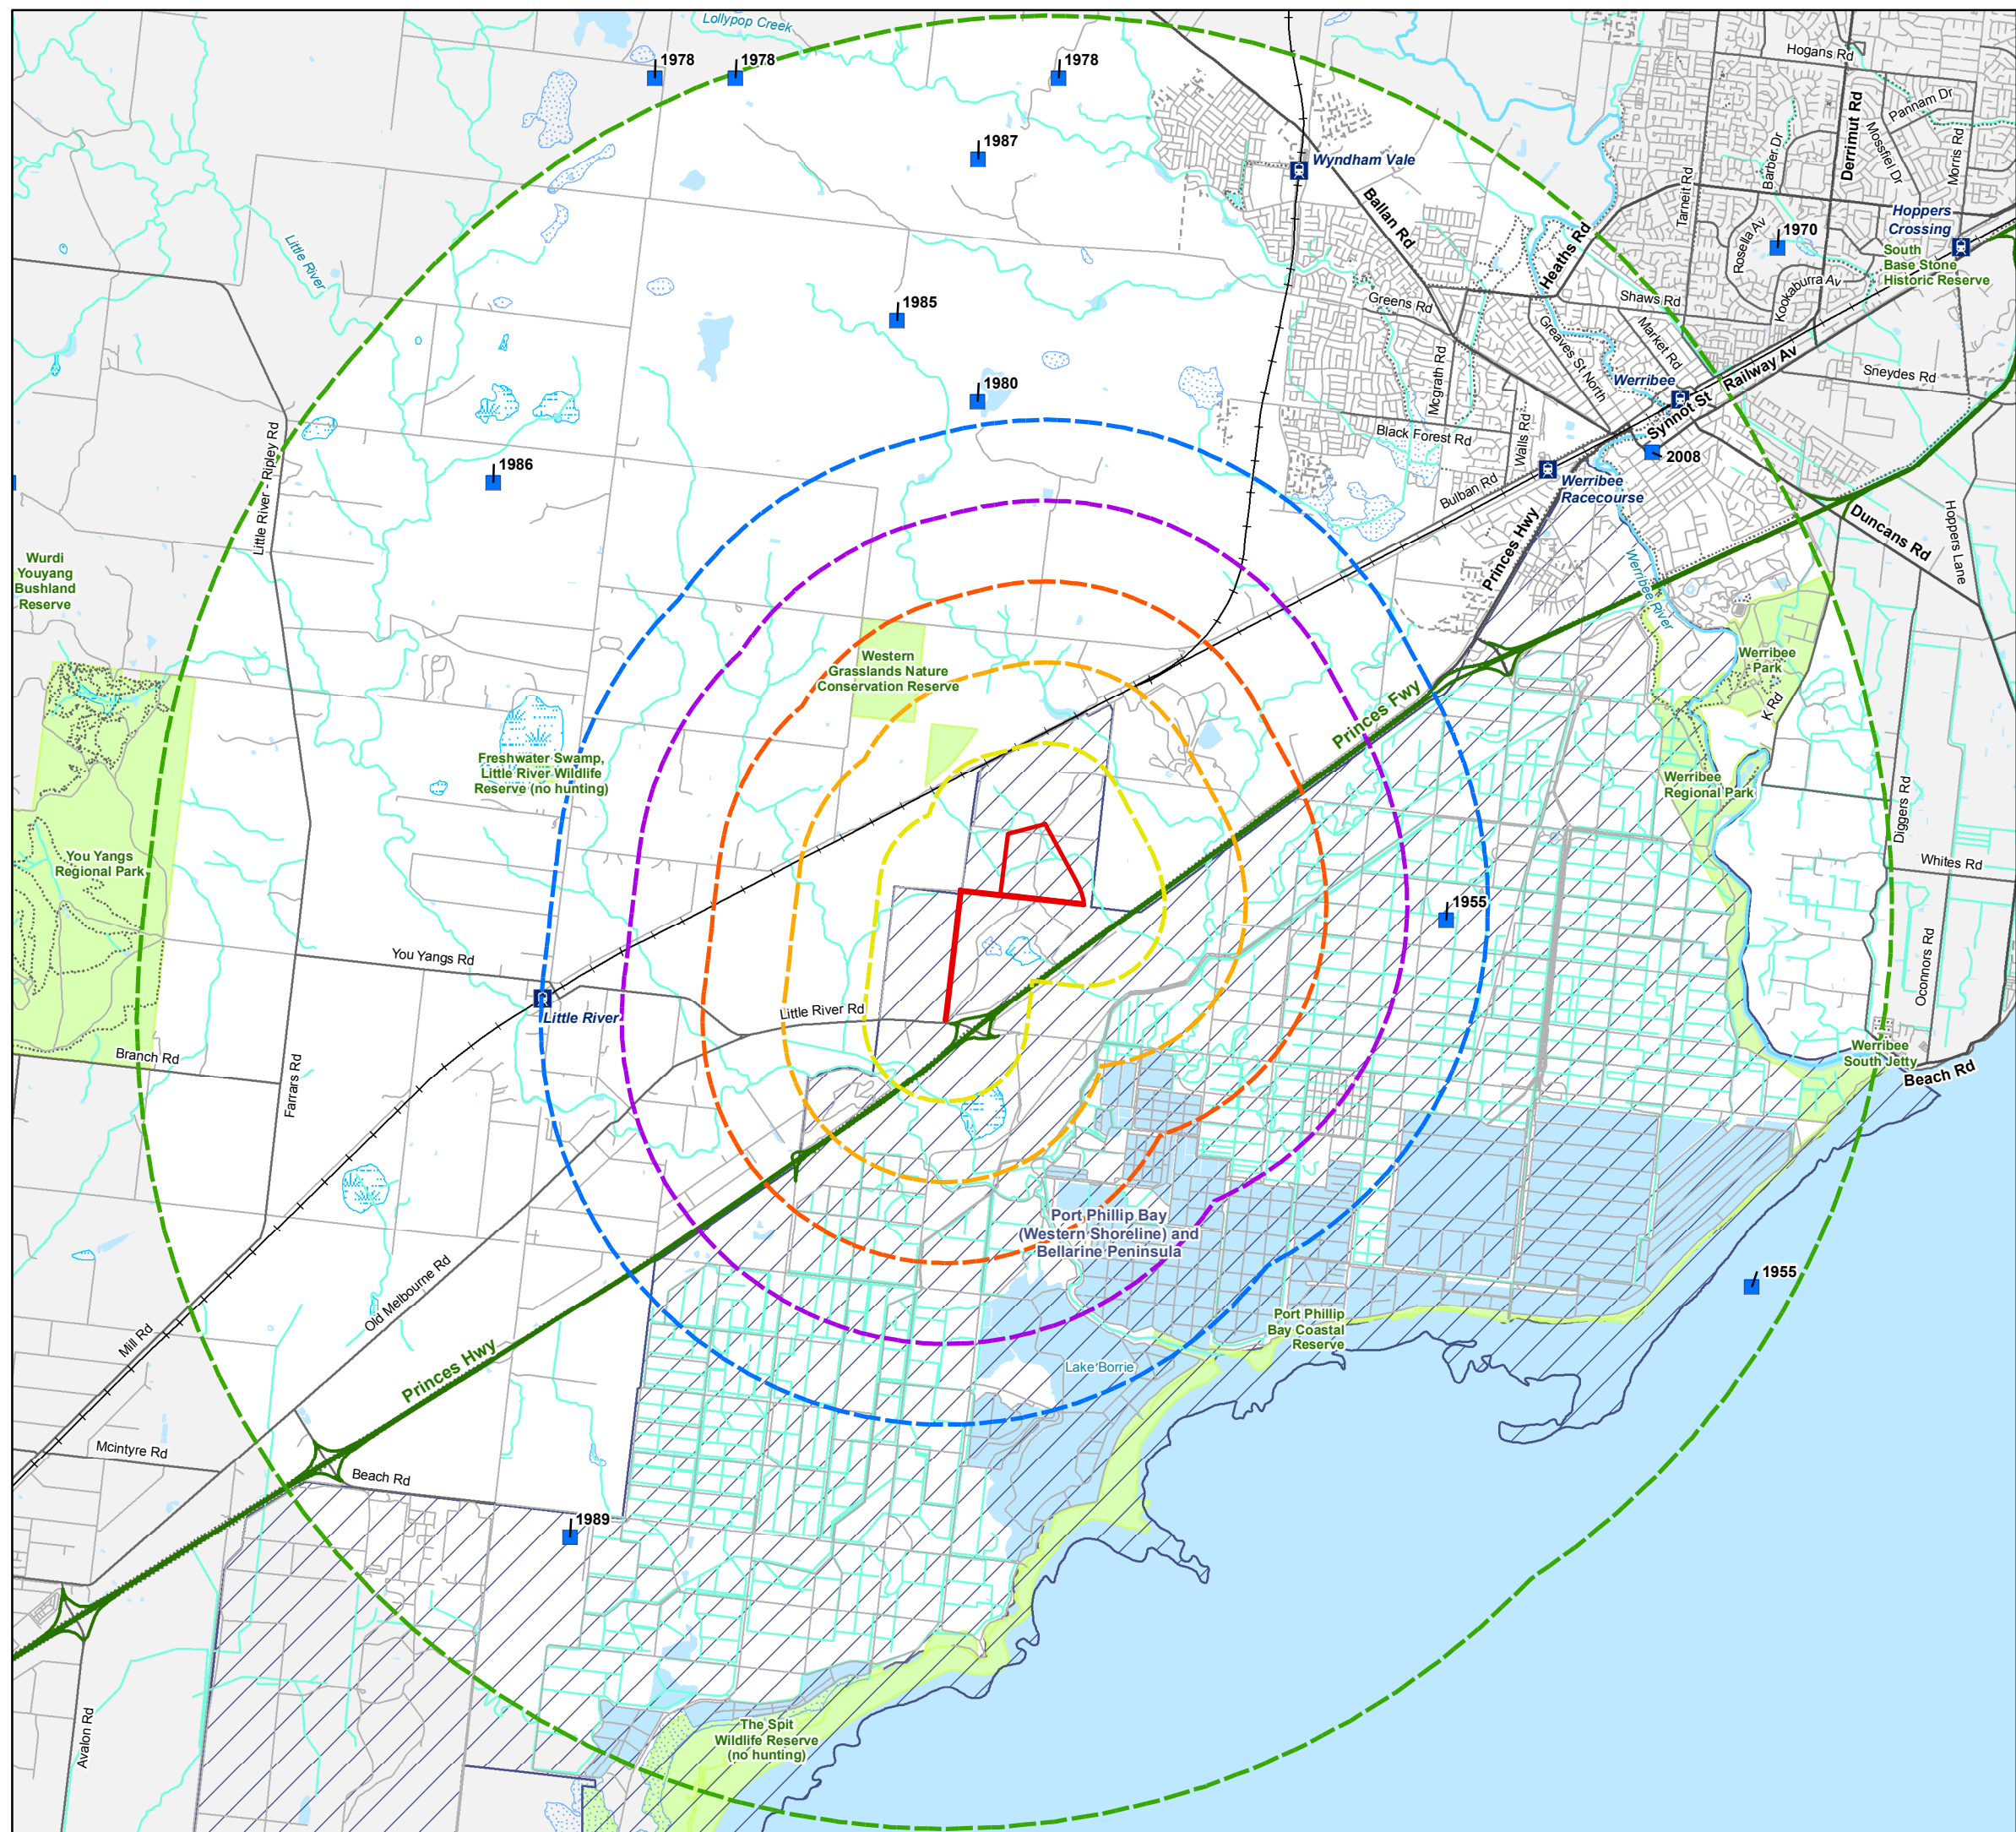 Lollypop Creek
Hogans Rd
1978
1978
1978
Derrimut Rd
Pannam Dr
Mossfiel Dr
Morris Rd
Barber Dr
1987
Wyndham Vale
Tarneit Rd
Ballan Rd
Hoppers
Crossing
1970
Rosella Av
South
Base Stone
Historic Reserve
Little River
Heaths Rd
Kookaburra Av
Greens Rd
Shaws Rd
1985
Greaves St North
Market Rd
Mcgrath Rd
Railway Av
Sneydes Rd
Werribee
1980
Synnot St
Black Forest Rd
Walls Rd
2008
Little River - Ripley Rd
1986
Bulban Rd
Werribee
Racecourse
Duncans Rd
Hoppers Lane
Princes Hwy
Werribee River
Wurdi
Youyang
Bushland
Reserve
Western
Grasslands Nature
Conservation Reserve
Werribee
Park
K Rd
Princes Fwy
Freshwater Swamp,
Little River Wildlife
Reserve (no hunting)
Werribee
Regional Park
Diggers Rd
You Yangs
Regional Park
Whites Rd
1955
You Yangs Rd
Oconnors Rd
Little River
Little River Rd
Branch Rd
Farrars Rd
Werribee
South Jetty
Beach Rd
Port Phillip Bay
(Western Shoreline) and
Bellarine Peninsula
1955
Old Melbourne Rd
Mill Rd
Port Phillip
Bay Coastal
Reserve
Princes Hwy
Lake Borrie
Mcintyre Rd
Beach Rd
1989
Avalon Rd
The Spit
Wildlife Reserve
(no hunting)